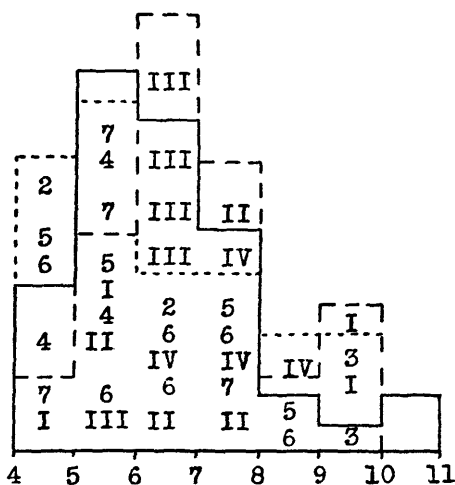 III
7
2 4 III
5 7 III II
6 5 III IV
I
4 2 5 I
4 II 6 6 IV 3
IV IV I
7 6 6 7 5
I III II II 6 3
4 5 6 7 8 9 10 11